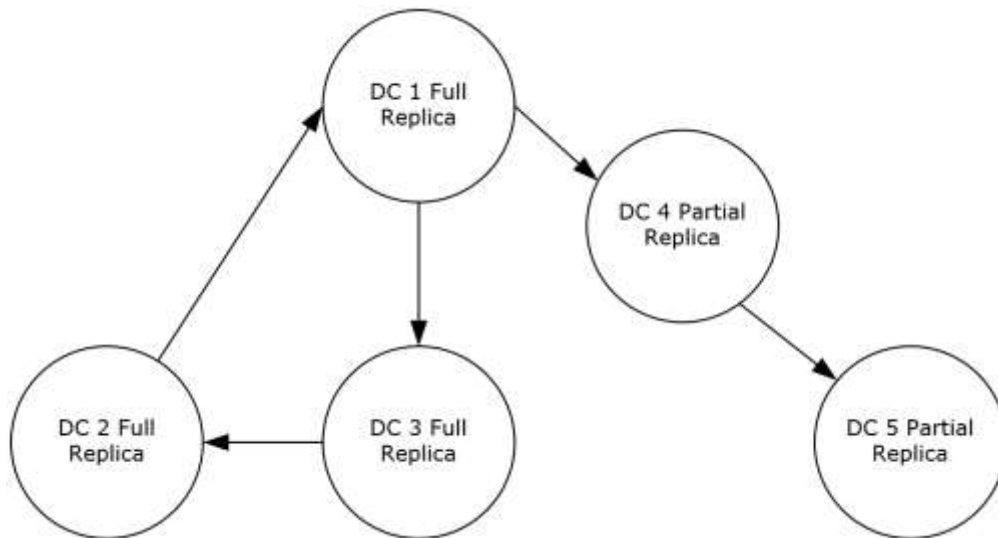 DC 1 Full
Replica
DC 4 Partial
Replica
DC 2 Full
Replica
DC 3 Full
Replica
DC 5 Partial
Replica